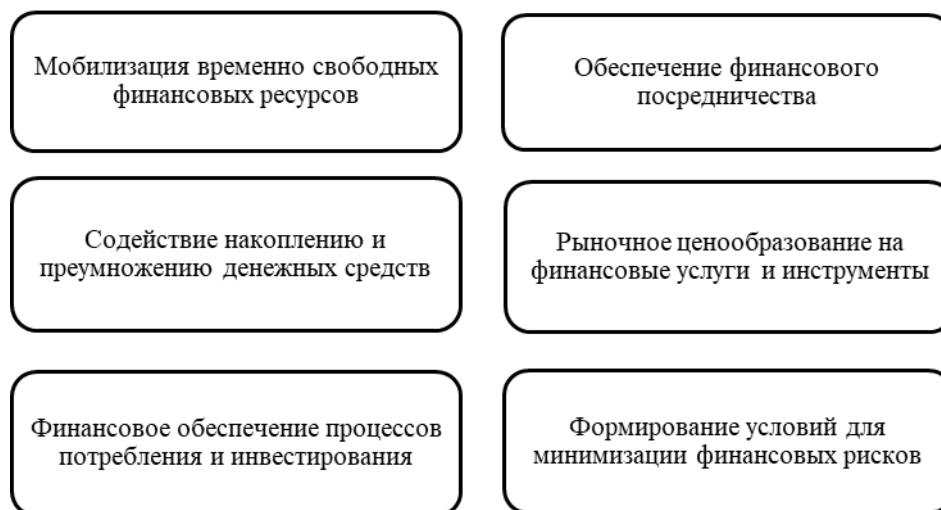 Мобилизация временно свободных
финансовых ресурсов
Обеспечение финансового
посредничества
Содействие накоплению и
преумножению денежных средств
Рыночное ценообразование на
финансовые услуги и инструменты
Финансовое обеспечение процессов
потребления и инвестирования
Формирование условий для
минимизации финансовых рисков